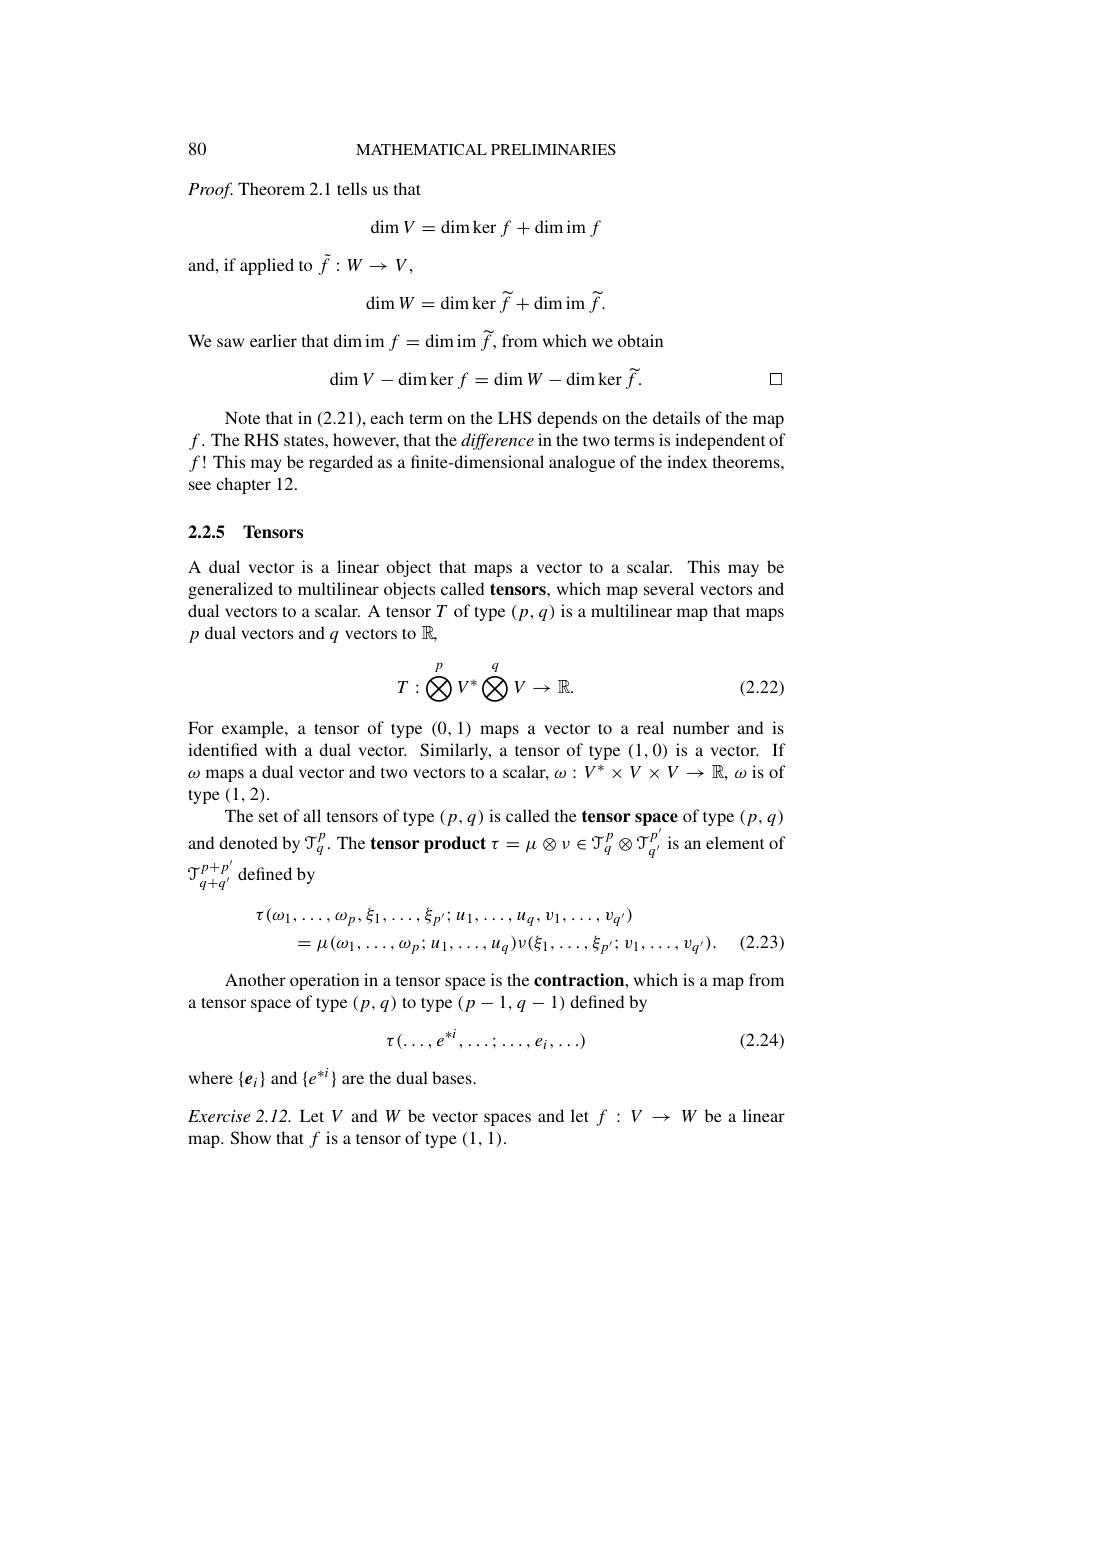 80 MATHEMATICAL PRELIMINARIES
Proof. Theorem 2.1 tells us that
dim V = dim ker f + dim im f
and, if applied to f̃ : W → V,
dim W = dim ker f̃ + dim im f̃.
We saw earlier that dim im f = dim im f̃, from which we obtain
dim V − dim ker f = dim W − dim ker f̃. □
Note that in (2.21), each term on the LHS depends on the details of the map
f. The RHS states, however, that the difference in the two terms is independent of
f! This may be regarded as a finite-dimensional analogue of the index theorems,
see chapter 12.
2.2.5 Tensors
A dual vector is a linear object that maps a vector to a scalar. This may be
generalized to multilinear objects called tensors, which map several vectors and
dual vectors to a scalar. A tensor T of type (p, q) is a multilinear map that maps
p dual vectors and q vectors to ℝ,
T : ⨂^p V* ⨂^q V → ℝ. (2.22)
For example, a tensor of type (0, 1) maps a vector to a real number and is
identified with a dual vector. Similarly, a tensor of type (1, 0) is a vector. If
ω maps a dual vector and two vectors to a scalar, ω : V* × V × V → ℝ, ω is of
type (1, 2).
The set of all tensors of type (p, q) is called the tensor space of type (p, q)
and denoted by 𝒯^p_q. The tensor product τ = μ ⊗ ν ∈ 𝒯^p_q ⊗ 𝒯^{p′}_{q′} is an element of
𝒯^{p+p′}_{q+q′} defined by
τ(ω₁, . . . , ω_p, ξ₁, . . . , ξ_{p′}; u₁, . . . , u_q, v₁, . . . , v_{q′})
= μ(ω₁, . . . , ω_p; u₁, . . . , u_q)ν(ξ₁, . . . , ξ_{p′}; v₁, . . . , v_{q′}). (2.23)
Another operation in a tensor space is the contraction, which is a map from
a tensor space of type (p, q) to type (p − 1, q − 1) defined by
τ(. . . , e^{*i}, . . . ; . . . , e_i, . . .) (2.24)
where {e_i} and {e^{*i}} are the dual bases.
Exercise 2.12. Let V and W be vector spaces and let f : V → W be a linear
map. Show that f is a tensor of type (1, 1).